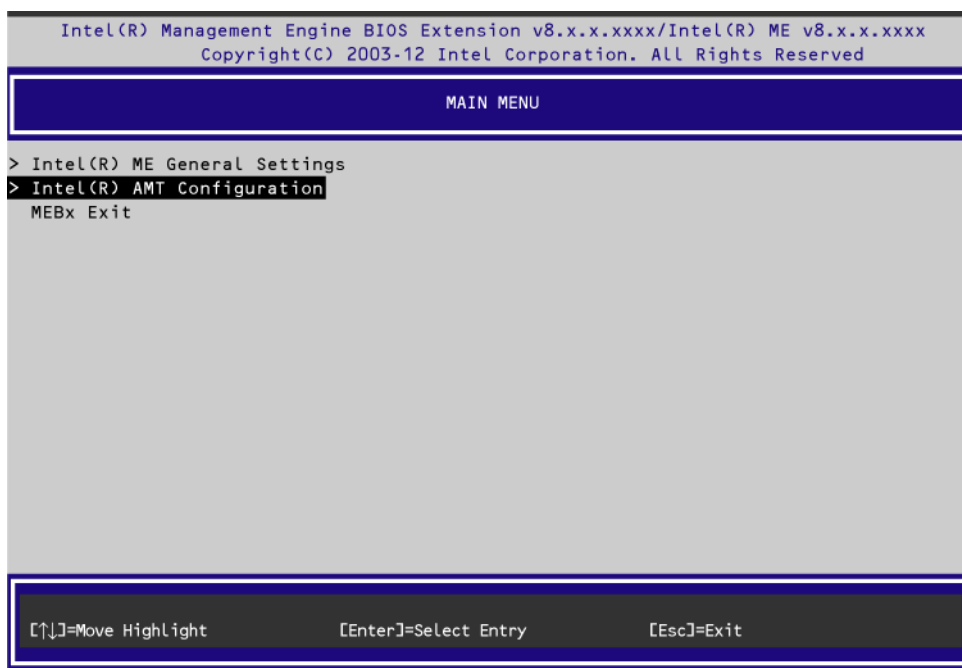 Intel(R) Management Engine BIOS Extension v8.x.x.xxxx/Intel(R) ME v8.x.x.xxxx
Copyright(C) 2003-12 Intel Corporation. All Rights Reserved
MAIN MENU
> Intel(R) ME General Settings
> Intel(R) AMT Configuration
MEBx Exit
[↑↓]=Move Highlight [Enter]=Select Entry [Esc]=Exit